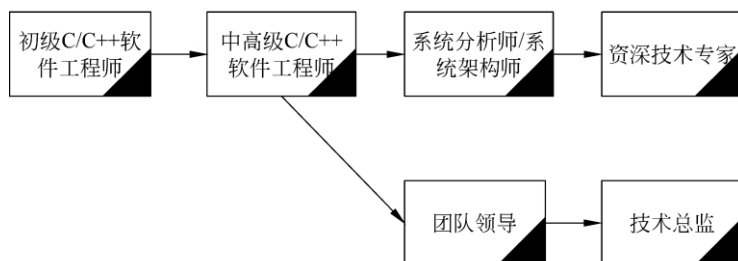 初级C/C++软
件工程师
中高级C/C++
软件工程师
系统分析师/系
统架构师
资深技术专家
团队领导
技术总监